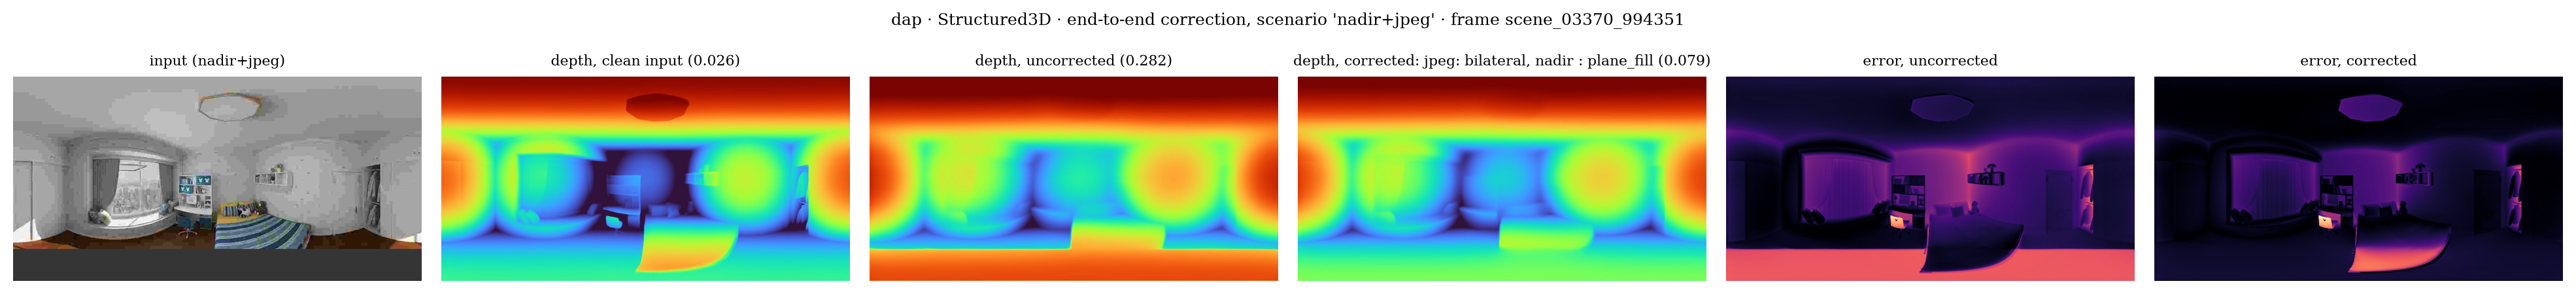 dap · Structured3D · end-to-end correction, scenario 'nadir+jpeg' · frame scene_03370_994351
input (nadir+jpeg)
depth, clean input (0.026)
depth, uncorrected (0.282)
depth, corrected: jpeg: bilateral, nadir : plane_fill (0.079)
error, uncorrected
error, corrected